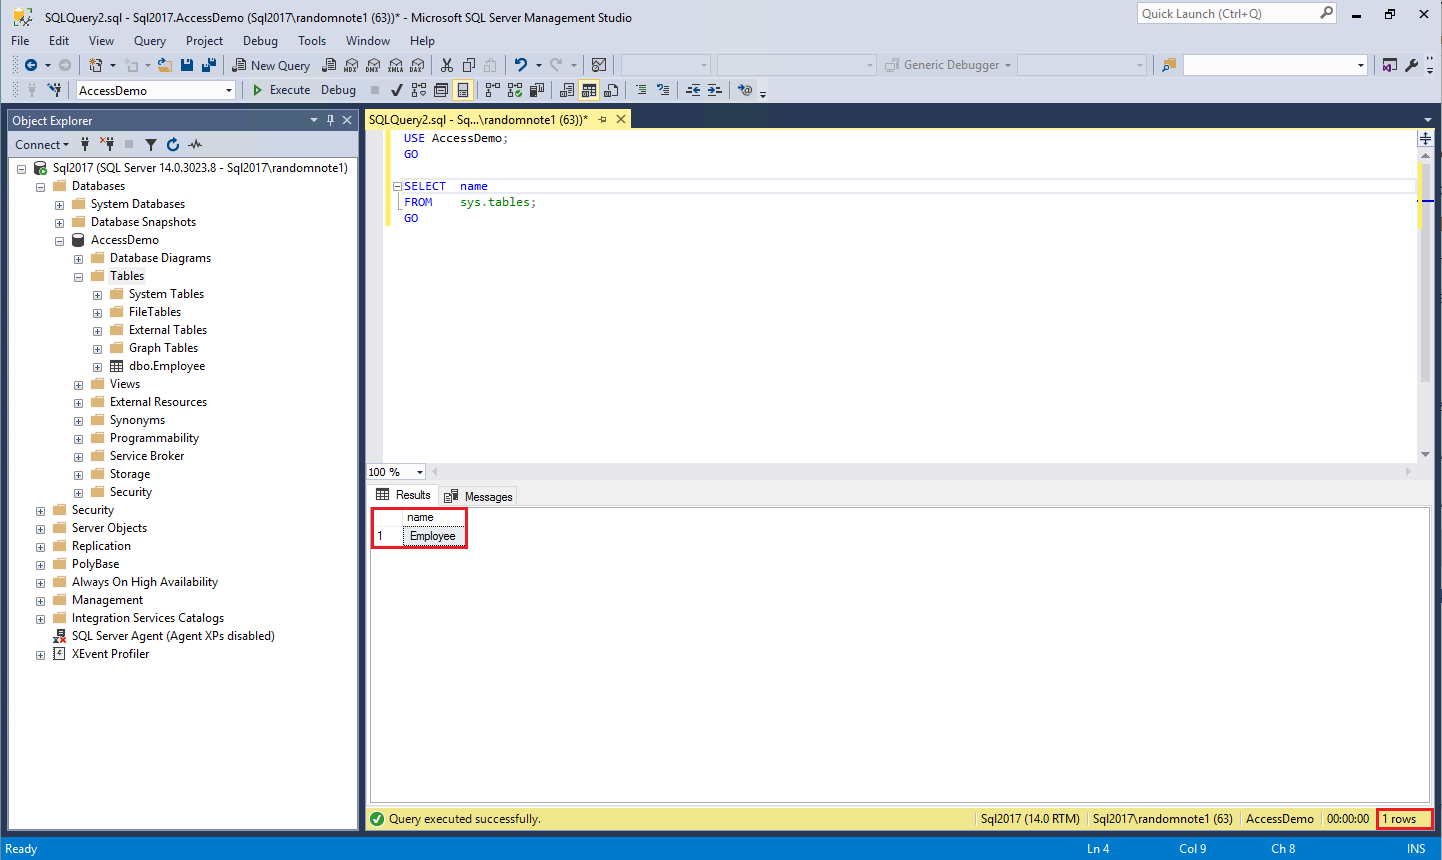 SQLQuery2.sql - Sql2017.AccessDemo (Sql2017\randomnote1 (63))* - Microsoft SQL Server Management Studio
Quick Launch (Ctrl+Q)
File Edit View Query Project Debug Tools Window Help
New Query MDX DMX XMLA DAX Generic Debugger
AccessDemo Execute Debug
Object Explorer
Connect
Sql2017 (SQL Server 14.0.3023.8 - Sql2017\randomnote1)
Databases
System Databases
Database Snapshots
AccessDemo
Database Diagrams
Tables
System Tables
FileTables
External Tables
Graph Tables
dbo.Employee
Views
External Resources
Synonyms
Programmability
Service Broker
Storage
Security
Security
Server Objects
Replication
PolyBase
Always On High Availability
Management
Integration Services Catalogs
SQL Server Agent (Agent XPs disabled)
XEvent Profiler
SQLQuery2.sql - Sq...\randomnote1 (63))*
USE AccessDemo;
GO
SELECT name
FROM sys.tables;
GO
100 %
Results Messages
name
1 Employee
Query executed successfully. Sql2017 (14.0 RTM) Sql2017\randomnote1 (63) AccessDemo 00:00:00 1 rows
Ready Ln 4 Col 9 Ch 8 INS